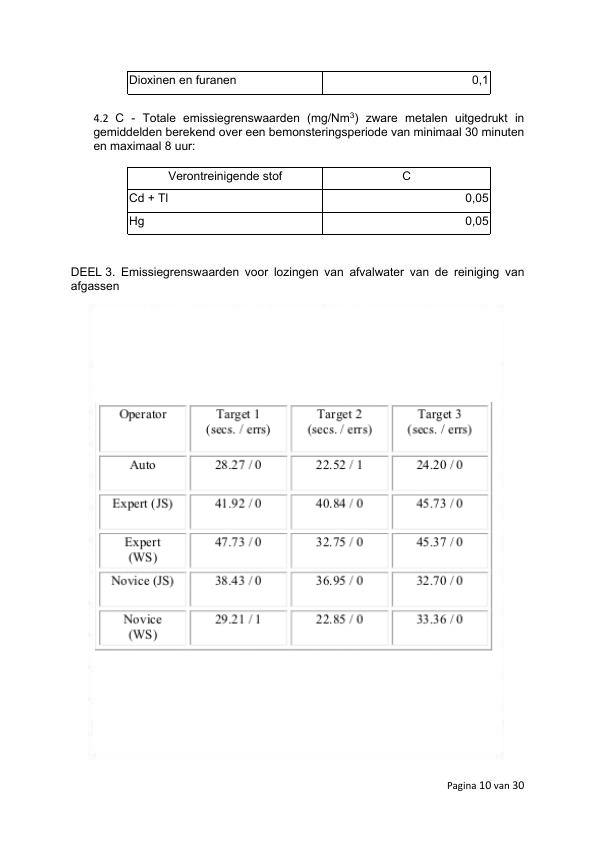 Dioxinen en furanen 0,1
4.2 C - Totale emissiegrenswaarden (mg/Nm³) zware metalen uitgedrukt in
gemiddelden berekend over een bemonsteringsperiode van minimaal 30 minuten
en maximaal 8 uur:
Verontreinigende stof C
Cd + Tl 0,05
Hg 0,05
DEEL 3. Emissiegrenswaarden voor lozingen van afvalwater van de reiniging van
afgassen
Operator Target 1 Target 2 Target 3
(secs. / errs) (secs. / errs) (secs. / errs)
Auto 28.27 / 0 22.52 / 1 24.20 / 0
Expert (JS) 41.92 / 0 40.84 / 0 45.73 / 0
Expert 47.73 / 0 32.75 / 0 45.37 / 0
(WS)
Novice (JS) 38.43 / 0 36.95 / 0 32.70 / 0
Novice 29.21 / 1 22.85 / 0 33.36 / 0
(WS)
Pagina 10 van 30